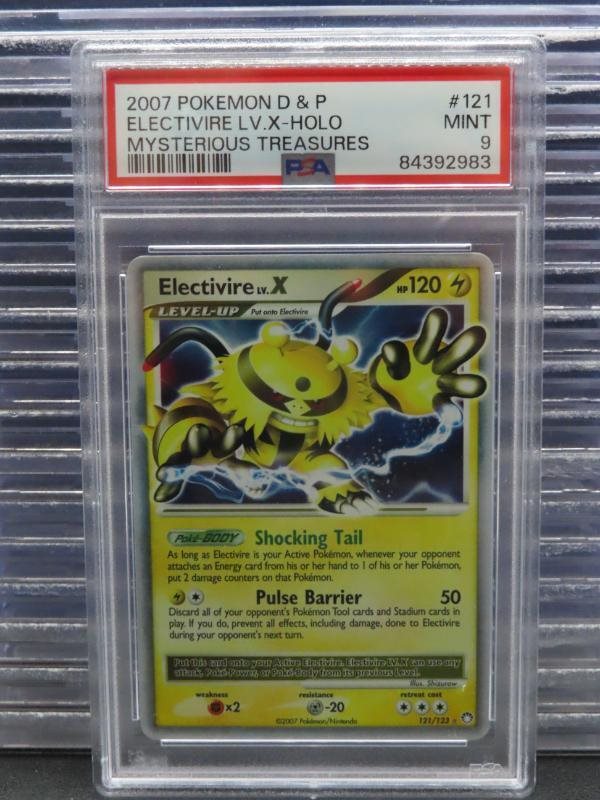 2007 POKEMON D & P #121
ELECTIVIRE LV.X-HOLO MINT
MYSTERIOUS TREASURES 9
PSA 84392983
Electivire LV.X HP 120
LEVEL-UP Put onto Electivire
Poké-BODY Shocking Tail
As long as Electivire is your Active Pokémon, whenever your opponent
attaches an Energy card from his or her hand to 1 of his or her Pokémon,
put 2 damage counters on that Pokémon.
Pulse Barrier 50
Discard all of your opponent's Pokémon Tool cards and Stadium cards in
play. If you do, prevent all effects, including damage, done to Electivire
during your opponent's next turn.
Put this card onto your Active Electivire. Electivire LV.X can use any
attack, Poké-Power, or Poké-Body from its previous Level.
Illus. Shizurow
weakness resistance retreat cost
x2 -20
©2007 Pokémon/Nintendo 121/123
PSA